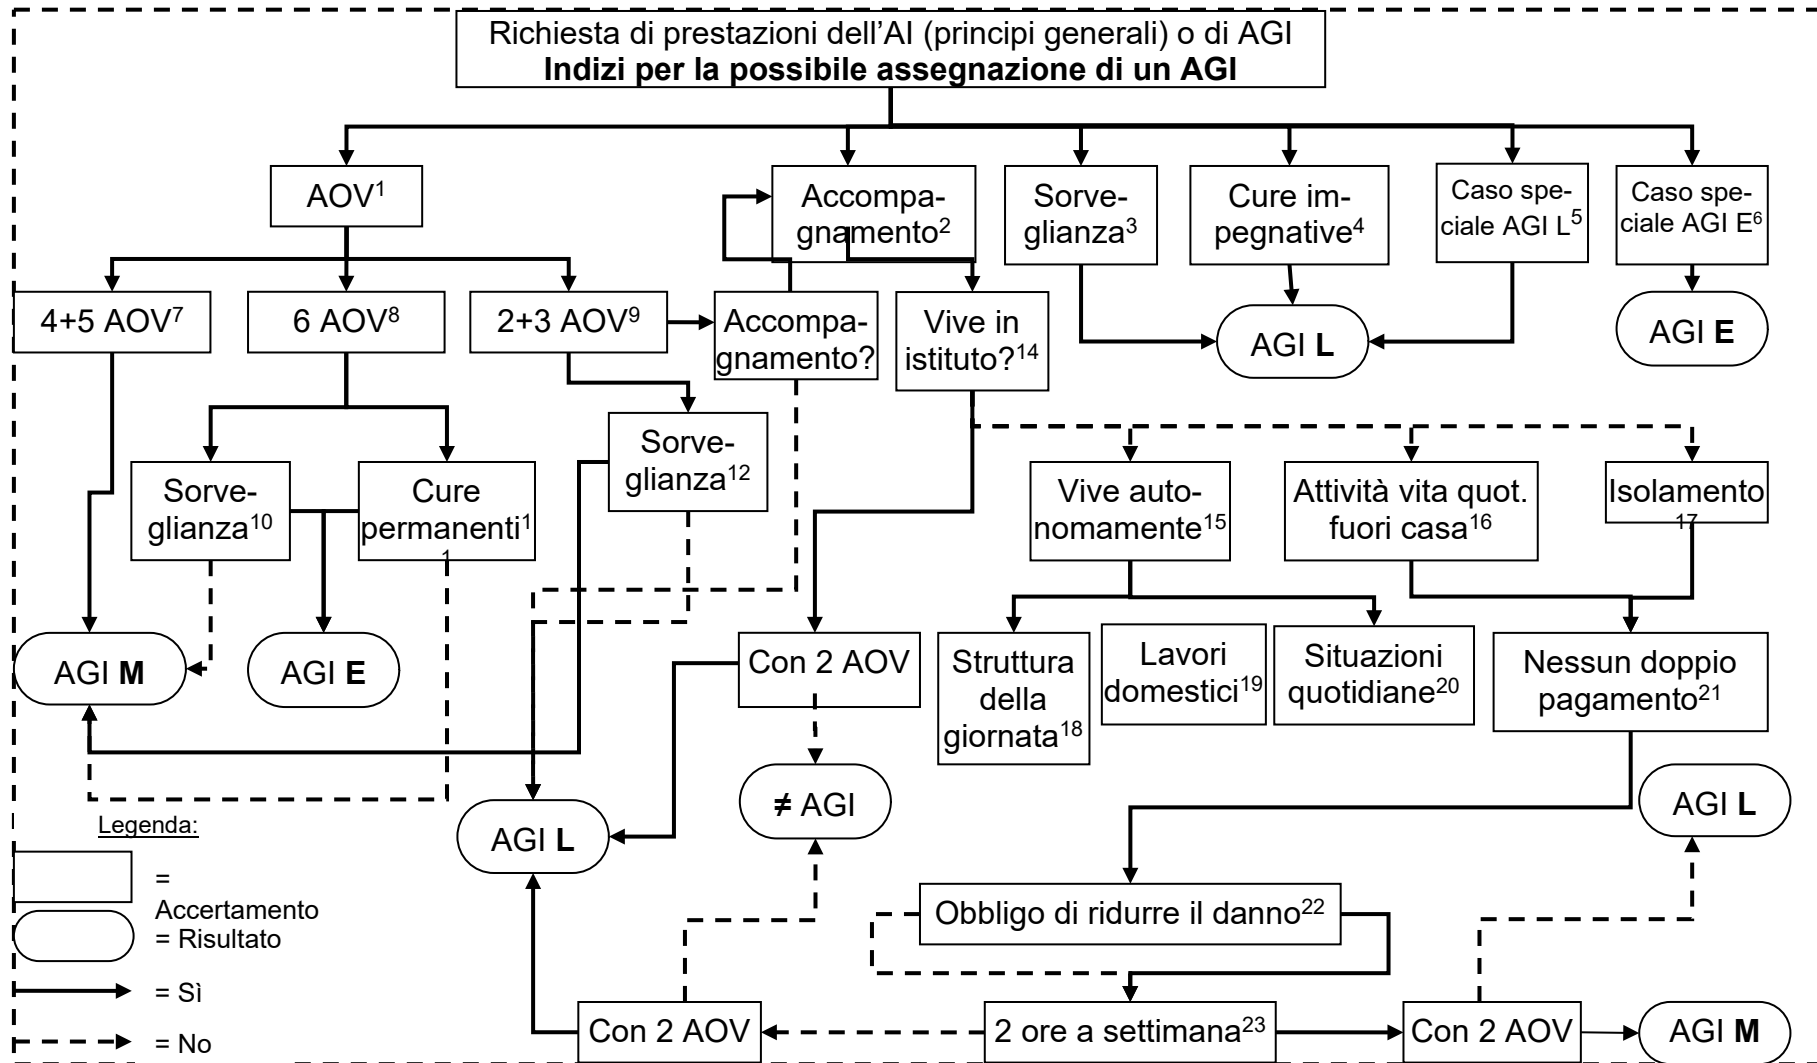 Richiesta di prestazioni dell'AI (principi generali) o di AGI
Indizi per la possibile assegnazione di un AGI
AOV1
Accompa-
gnamento2
Sorve-
glianza3
Cure im-
pegnative4
Caso spe-
ciale AGI L5
Caso spe-
ciale AGI E6
4+5 AOV7
6 AOV8
2+3 AOV9
Accompa-
gnamento?
Vive in
istituto?14
AGI L
AGI E
Sorve-
glianza10
Cure
permanenti1
1
Sorve-
glianza12
Vive auto-
nomamente15
Attività vita quot.
fuori casa16
Isolamento
17
AGI M
AGI E
Con 2 AOV
Struttura
della
giornata18
Lavori
domestici19
Situazioni
quotidiane20
Nessun doppio
pagamento21
AGI L
≠ AGI
AGI L
Legenda:
=
Accertamento
= Risultato
= Sì
= No
Obbligo di ridurre il danno22
Con 2 AOV
2 ore a settimana23
Con 2 AOV
AGI M